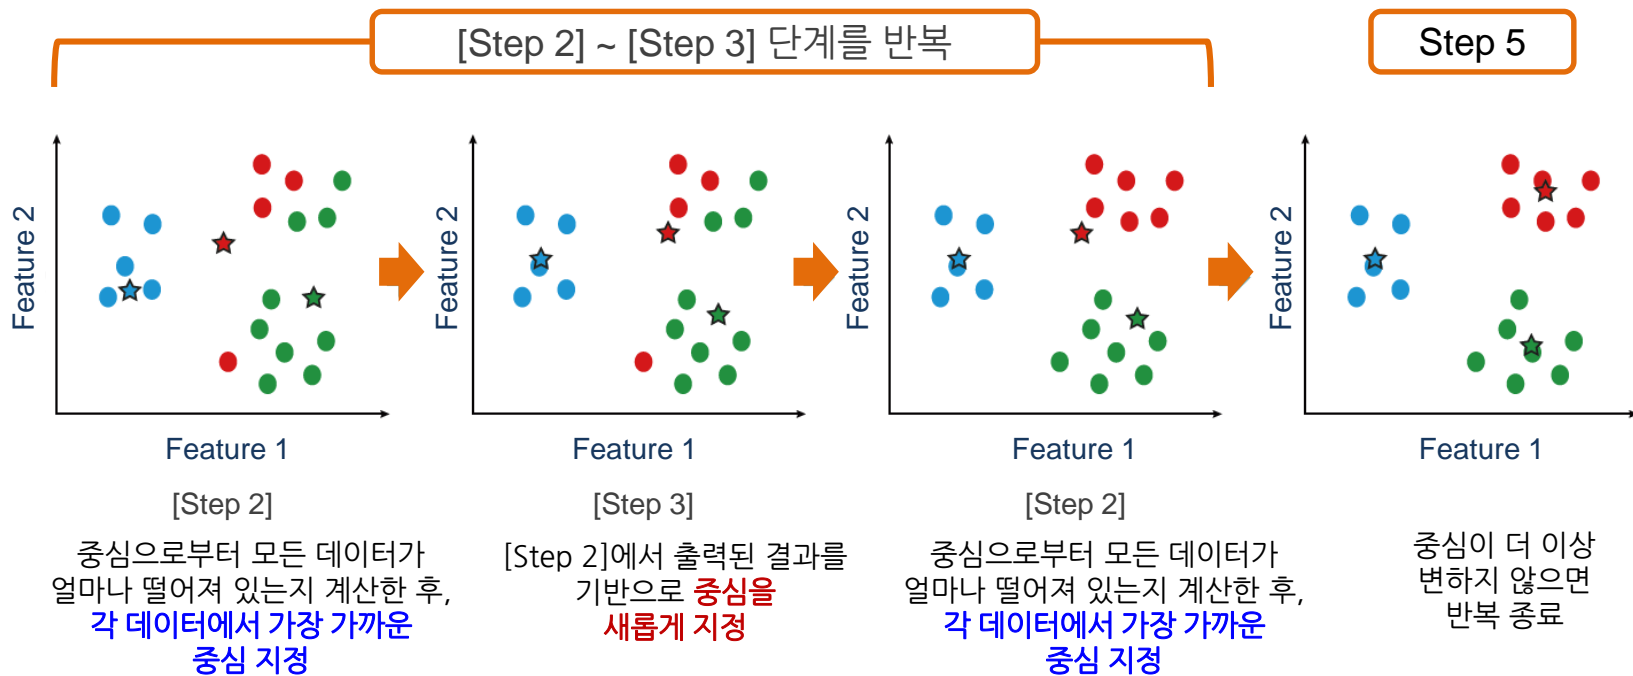 [Step 2] ~ [Step 3] 단계를 반복
Step 5
Feature 2
Feature 1
Feature 2
Feature 1
Feature 2
Feature 1
Feature 2
Feature 1
[Step 2]
중심으로부터 모든 데이터가
얼마나 떨어져 있는지 계산한 후,
각 데이터에서 가장 가까운
중심 지정
[Step 3]
[Step 2]에서 출력된 결과를
기반으로 중심을
새롭게 지정
[Step 2]
중심으로부터 모든 데이터가
얼마나 떨어져 있는지 계산한 후,
각 데이터에서 가장 가까운
중심 지정
중심이 더 이상
변하지 않으면
반복 종료